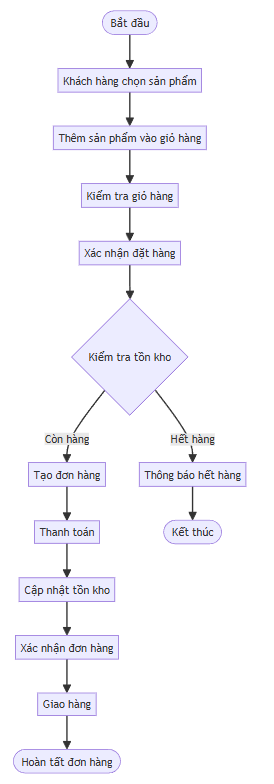 Bắt đầu
Khách hàng chọn sản phẩm
Thêm sản phẩm vào giỏ hàng
Kiểm tra giỏ hàng
Xác nhận đặt hàng
Kiểm tra tồn kho
Còn hàng
Hết hàng
Tạo đơn hàng
Thông báo hết hàng
Thanh toán
Kết thúc
Cập nhật tồn kho
Xác nhận đơn hàng
Giao hàng
Hoàn tất đơn hàng